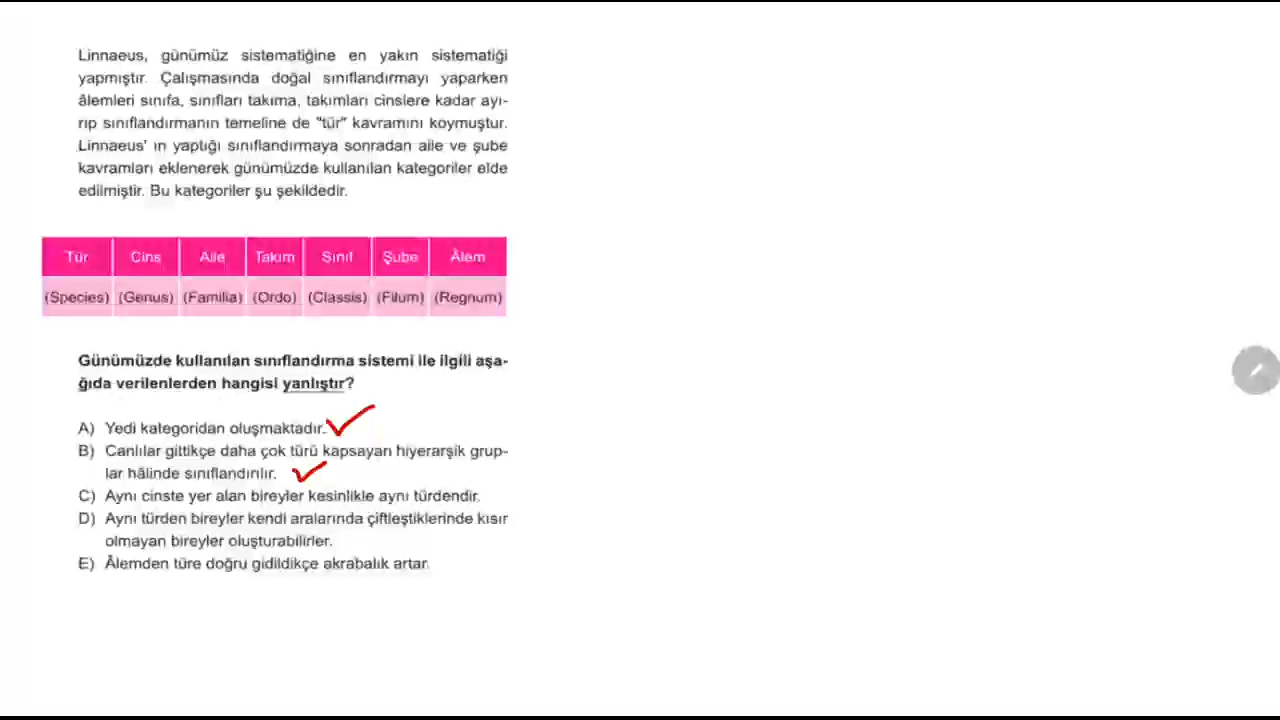 Linnaeus, günümüz sistematiğine en yakın sistematiği
yapmıştır. Çalışmasında doğal sınıflandırmayı yaparken
âlemleri sınıfa, sınıfları takıma, takımları cinslere kadar ayı-
rıp sınıflandırmanın temeline de "tür" kavramını koymuştur.
Linnaeus' ın yaptığı sınıflandırmaya sonradan aile ve şube
kavramları eklenerek günümüzde kullanılan kategoriler elde
edilmiştir. Bu kategoriler şu şekildedir.
Tür Cins Aile Takım Sınıf Şube Âlem
(Species) (Genus) (Familia) (Ordo) (Classis) (Filum) (Regnum)
Günümüzde kullanılan sınıflandırma sistemi ile ilgili aşa-
ğıda verilenlerden hangisi yanlıştır?
A) Yedi kategoridan oluşmaktadır.
B) Canlılar gittikçe daha çok türü kapsayan hiyerarşik grup-
lar hâlinde sınıflandırılır.
C) Aynı cinste yer alan bireyler kesinlikle aynı türdendir.
D) Aynı türden bireyler kendi aralarında çiftleştiklerinde kısır
olmayan bireyler oluşturabilirler.
E) Âlemden türe doğru gidildikçe akrabalık artar.